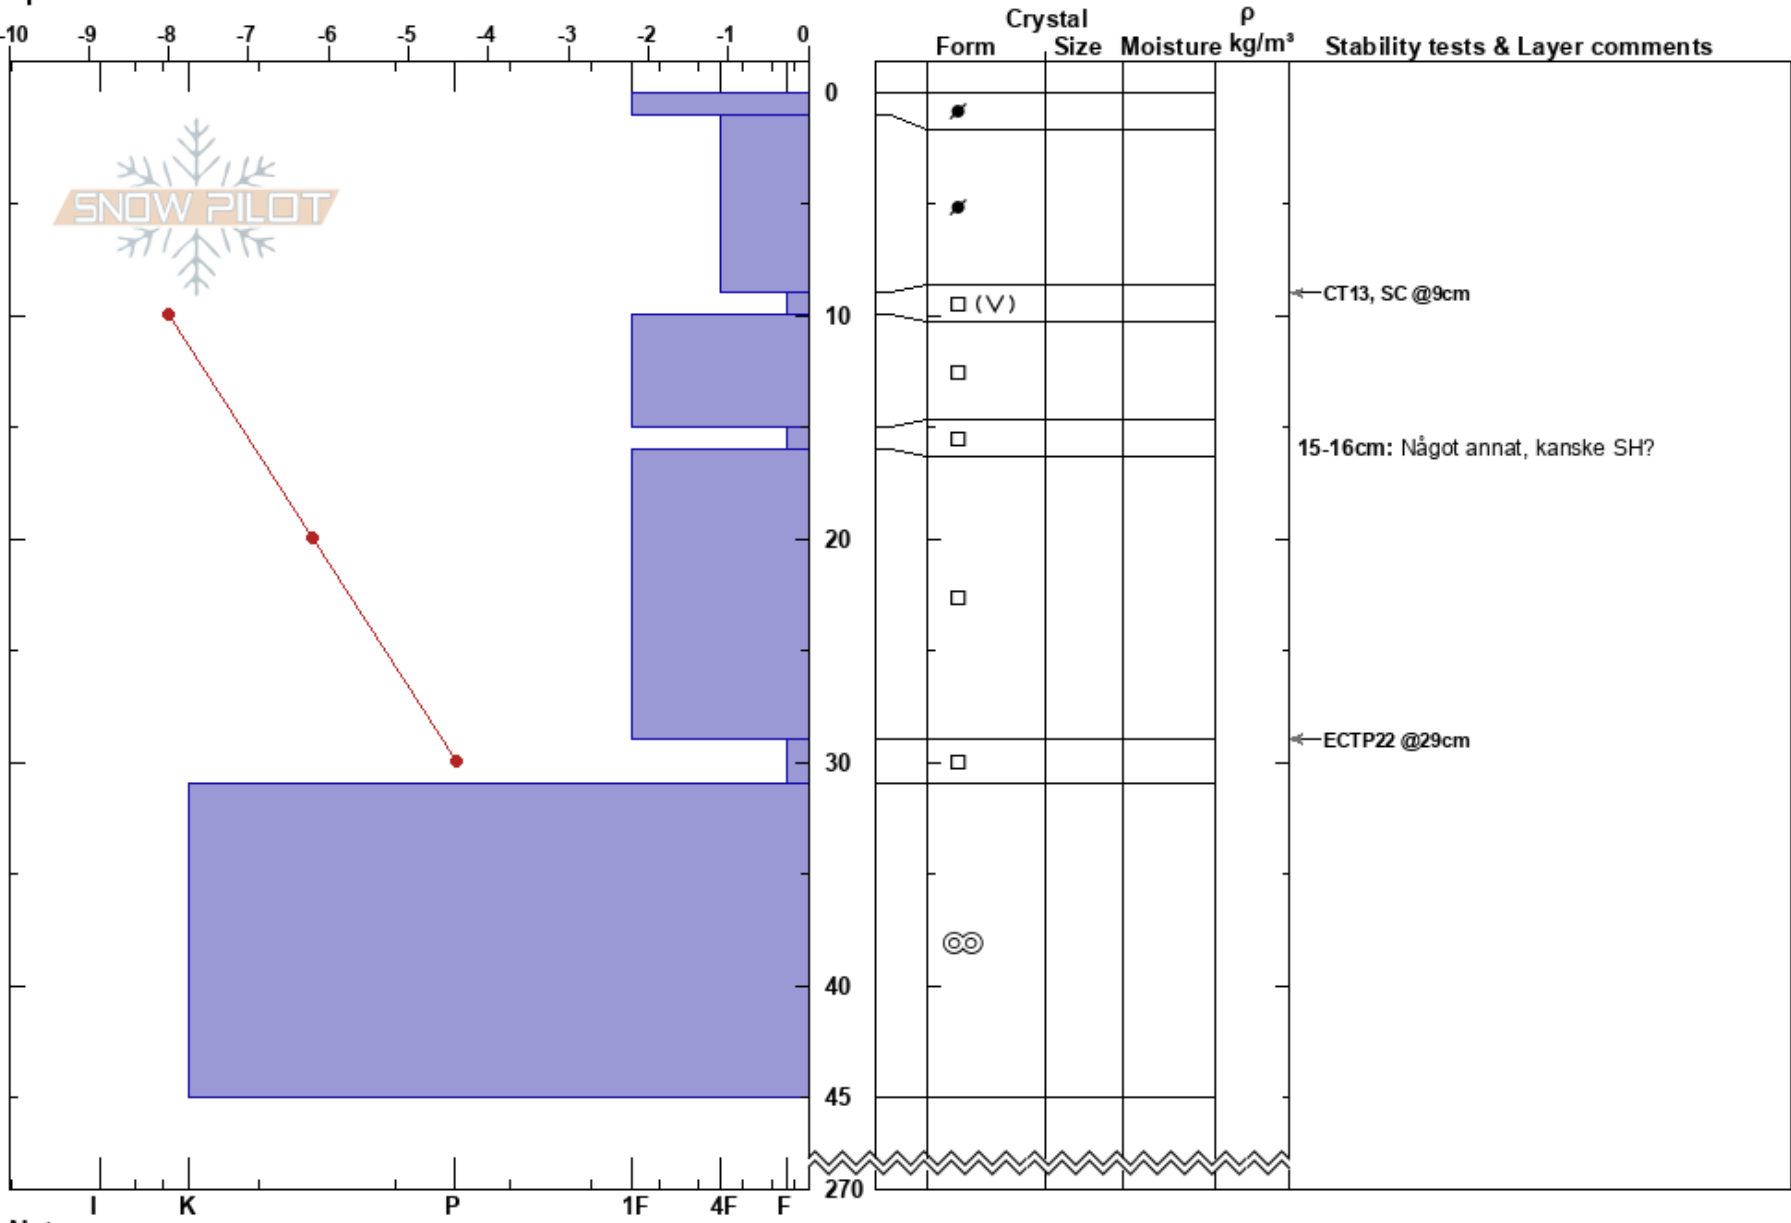 Crystal ρ
-10 -9 -8 -7 -6 -5 -4 -3 -2 -1 0 Form Size Moisture kg/m³ Stability tests & Layer comments
0
SNOW PILOT
CT13, SC @9cm
10
15-16cm: Något annat, kanske SH?
20
ECTP22 @29cm
30
40
45
270
I K P 1F 4F F